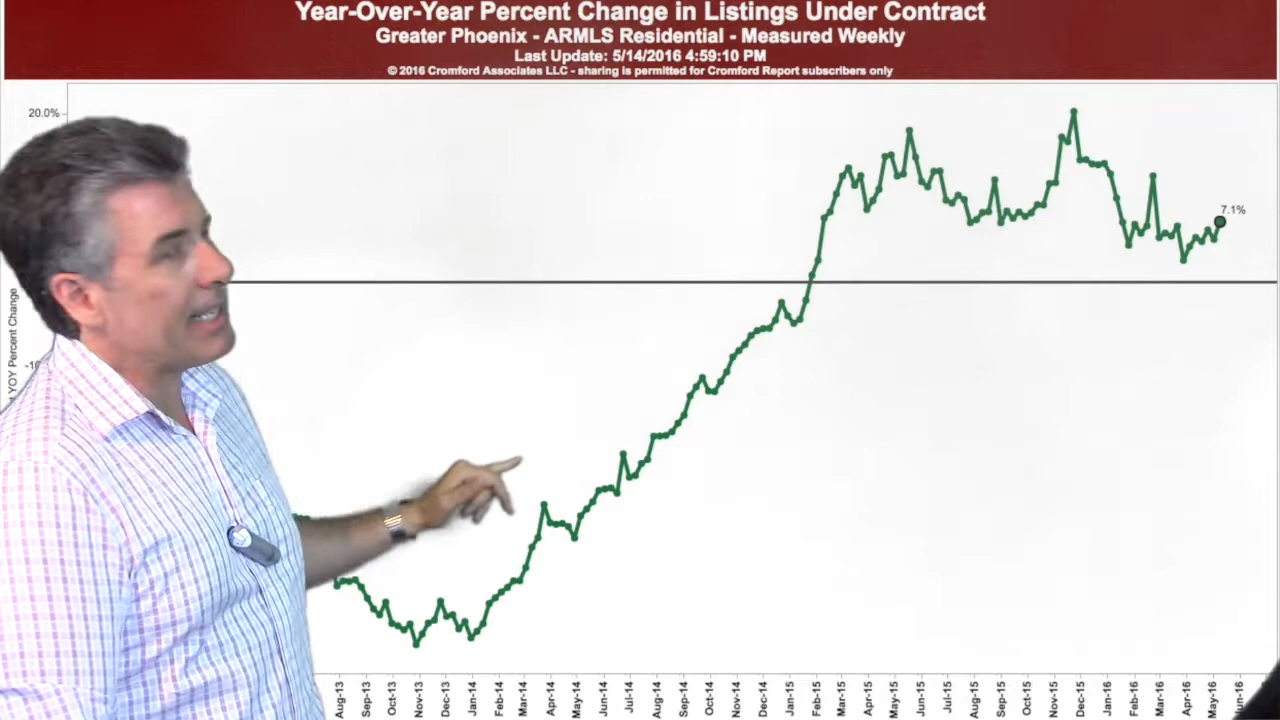 Year-Over-Year Percent Change in Listings Under Contract
Greater Phoenix - ARMLS Residential - Measured Weekly
Last Update: 5/14/2016 4:59:10 PM
© 2016 Cromford Associates LLC - sharing is permitted for Cromford Report subscribers only
20.0%
7.1%
YOY Percent Change
-10
Aug-13
Sep-13
Oct-13
Nov-13
Dec-13
Jan-14
Feb-14
Mar-14
Apr-14
May-14
Jun-14
Jul-14
Aug-14
Sep-14
Oct-14
Nov-14
Dec-14
Jan-15
Feb-15
Mar-15
Apr-15
May-15
Jun-15
Jul-15
Aug-15
Sep-15
Oct-15
Nov-15
Dec-15
Jan-16
Feb-16
Mar-16
Apr-16
May-16
Jun-16